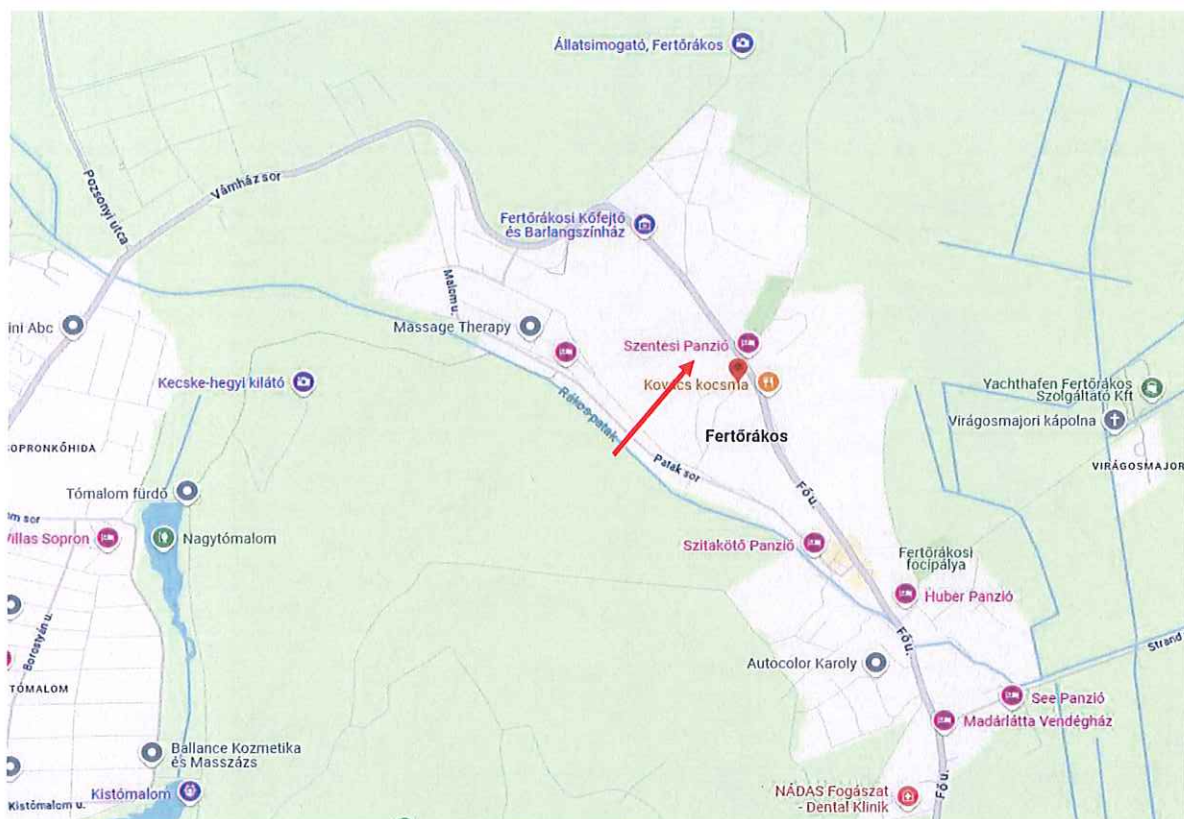 Állatsimogató, Fertőrákos
Pozsonyi utca
Vámház sor
Fertőrákosi Kőfejtő
és Barlangszínház
Malom u.
ini Abc
Massage Therapy
Szentesi Panzió
Kecske-hegyi kilátó
Kovács kocsma
Yachthafen Fertőrákos
Szolgáltató Kft
Virágosmajori kápolna
Rákos-patak
Fertőrákos
SOPRONKŐHIDA
Patak sor
VIRÁGOSMAJOR
Tómalom fürdő
Fő u.
om sor
Villas Sopron
Nagytómalom
Szitakötő Panzió
Fertőrákosi
focipálya
Huber Panzió
Borostyán u.
Fő u.
Strand
Autocolor Karoly
TÓMALOM
See Panzió
Madárlátta Vendégház
Ballance Kozmetika
és Masszázs
Fő u.
Kistómalom
Kistómalom u.
NÁDAS Fogászat
- Dental Klinik